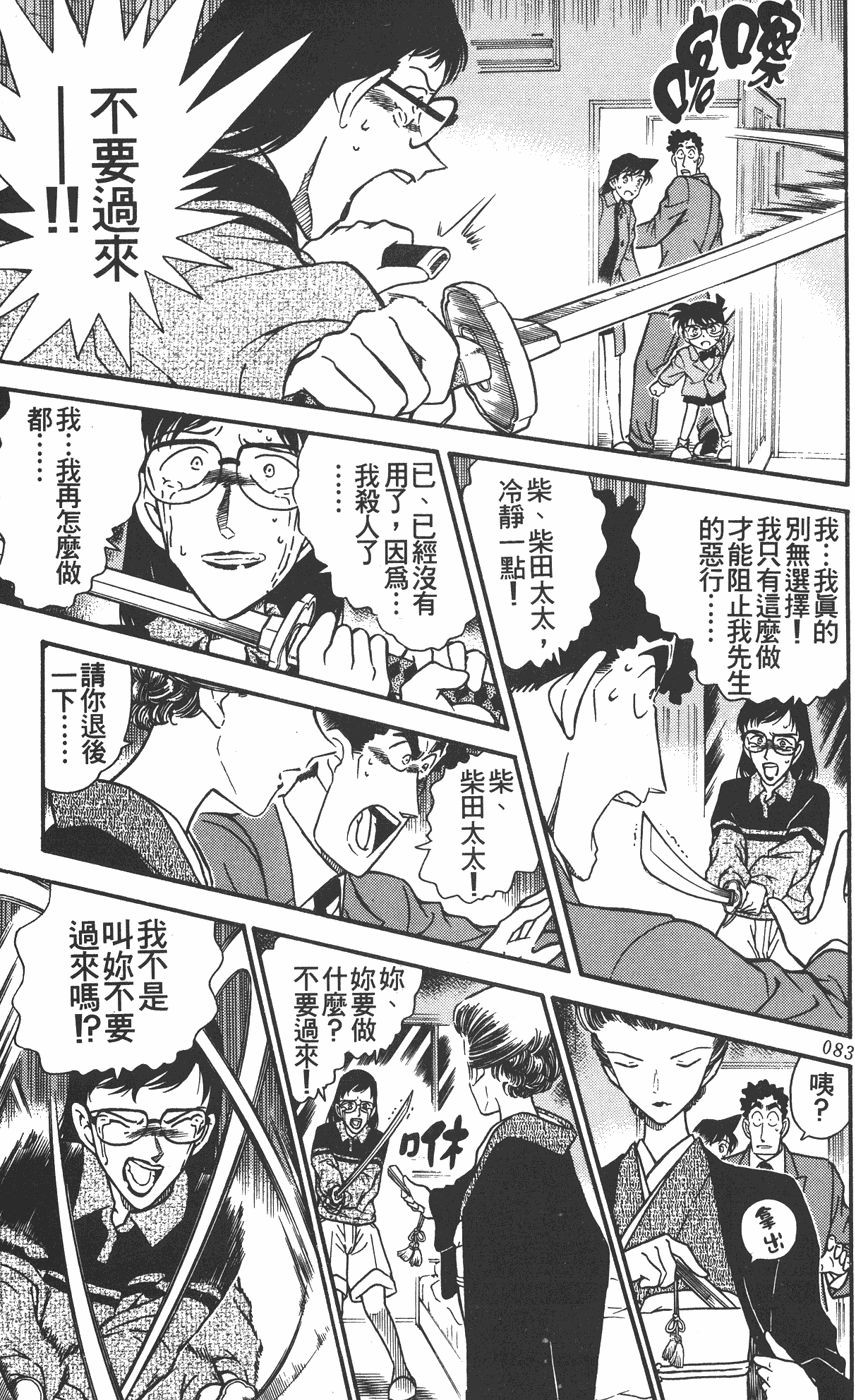 喀嚓
不要過來
——!!
我…我真的
別無選擇！
我只有這麼做
才能阻止我先生
的惡行……
柴、柴田太太，
冷靜一點！
已、已經沒有
用了，因爲…
我殺人了
……
我…我再怎麼做
都……
柴、
柴田太太！
請你退後
一下……
083
咦？
拿出
妳、
妳要做
什麼？
不要過來！
咻
我不是
叫妳不要
過來嗎!?